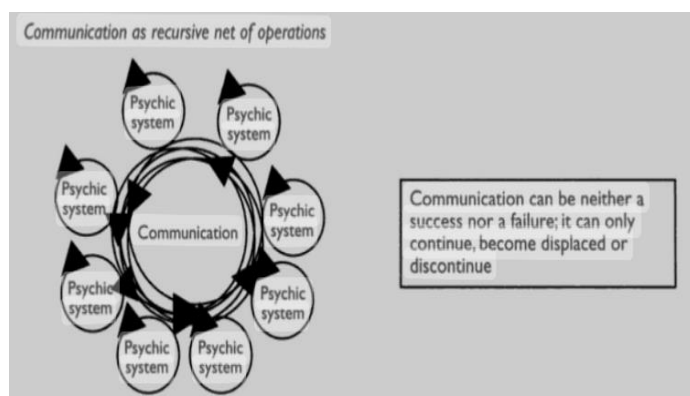 Communication as recursive net of operations
Psychic
system
Psychic
system
Psychic
system
Psychic
system
Communication
Psychic
system
Psychic
system
Psychic
system
Psychic
system
Communication can be neither a
success nor a failure; it can only
continue, become displaced or
discontinue